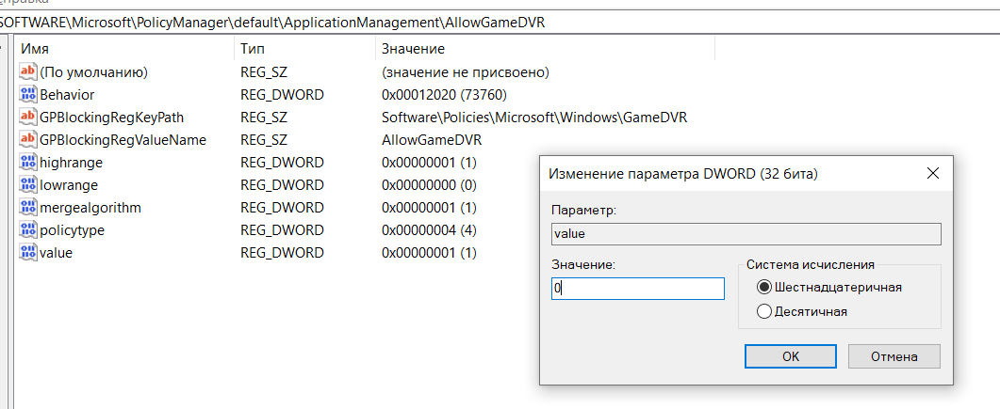 правка
SOFTWARE\Microsoft\PolicyManager\default\ApplicationManagement\AllowGameDVR
Имя Тип Значение
(По умолчанию) REG_SZ (значение не присвоено)
Behavior REG_DWORD 0x00012020 (73760)
GPBlockingRegKeyPath REG_SZ Software\Policies\Microsoft\Windows\GameDVR
GPBlockingRegValueName REG_SZ AllowGameDVR
highrange REG_DWORD 0x00000001 (1)
lowrange REG_DWORD 0x00000000 (0)
mergealgorithm REG_DWORD 0x00000001 (1)
policytype REG_DWORD 0x00000004 (4)
value REG_DWORD 0x00000001 (1)
Изменение параметра DWORD (32 бита)
Параметр:
value
Значение:
0
Система исчисления
Шестнадцатеричная
Десятичная
OK Отмена